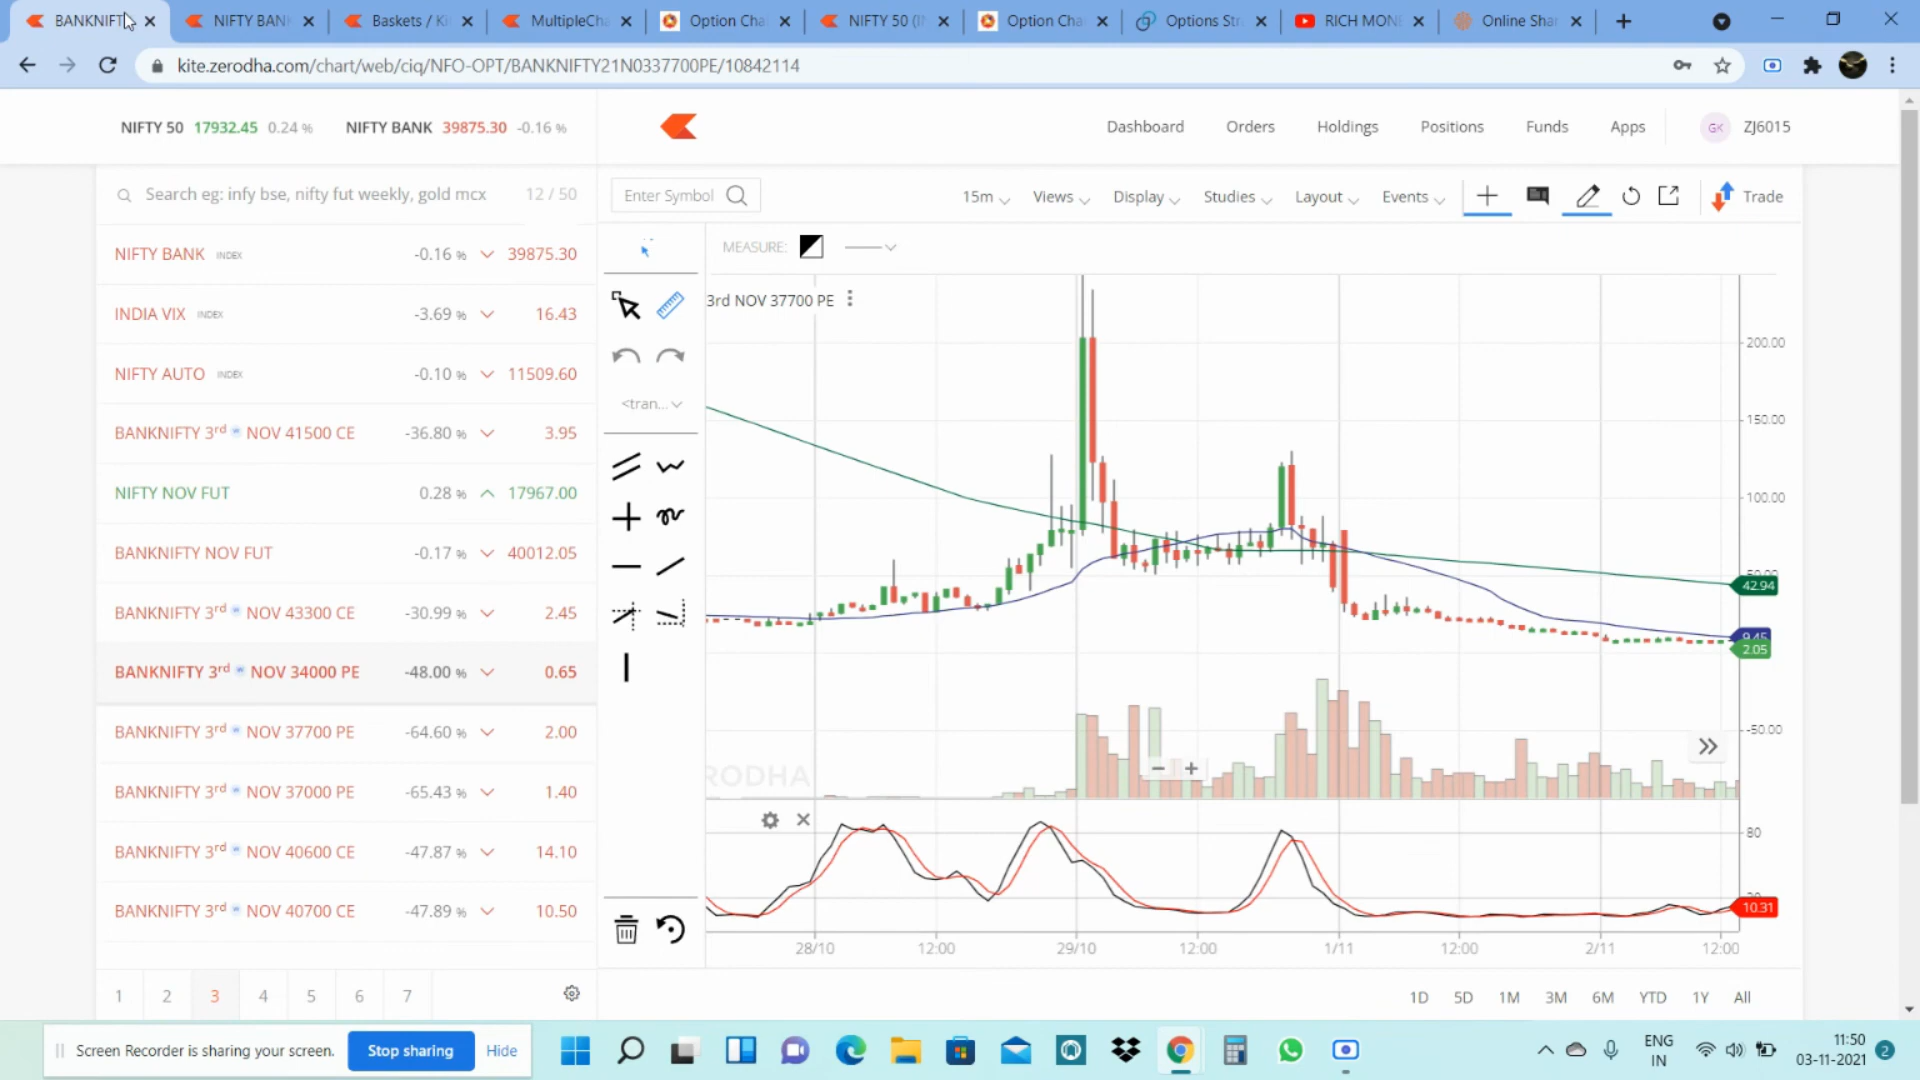 BANKNIFT
NIFTY BAN
Baskets / Ki
MultipleCha
Option Cha
NIFTY 50 (I
Option Cha
Options Str
RICH MONE
Online Shar
kite.zerodha.com/chart/web/ciq/NFO-OPT/BANKNIFTY21N0337700PE/10842114
NIFTY 50 17932.45 0.24 % NIFTY BANK 39875.30 -0.16 %
Dashboard Orders Holdings Positions Funds Apps GK ZJ6015
Search eg: infy bse, nifty fut weekly, gold mcx 12 / 50
Enter Symbol 15m Views Display Studies Layout Events Trade
NIFTY BANK INDEX -0.16 % 39875.30
MEASURE:
INDIA VIX INDEX -3.69 % 16.43
3rd NOV 37700 PE
NIFTY AUTO INDEX -0.10 % 11509.60
<tran...
BANKNIFTY 3rd w NOV 41500 CE -36.80 % 3.95
NIFTY NOV FUT 0.28 % 17967.00
BANKNIFTY NOV FUT -0.17 % 40012.05
BANKNIFTY 3rd w NOV 43300 CE -30.99 % 2.45
BANKNIFTY 3rd w NOV 34000 PE -48.00 % 0.65
BANKNIFTY 3rd w NOV 37700 PE -64.60 % 2.00
BANKNIFTY 3rd w NOV 37000 PE -65.43 % 1.40
BANKNIFTY 3rd w NOV 40600 CE -47.87 % 14.10
BANKNIFTY 3rd w NOV 40700 CE -47.89 % 10.50
200.00
150.00
100.00
50.00
42.94
9.45
2.05
-50.00
RODHA
80
10.31
28/10 12:00 29/10 12:00 1/11 12:00 2/11 12:00
1 2 3 4 5 6 7
1D 5D 1M 3M 6M YTD 1Y All
Screen Recorder is sharing your screen. Stop sharing Hide
ENG
IN
11:50
03-11-2021
2